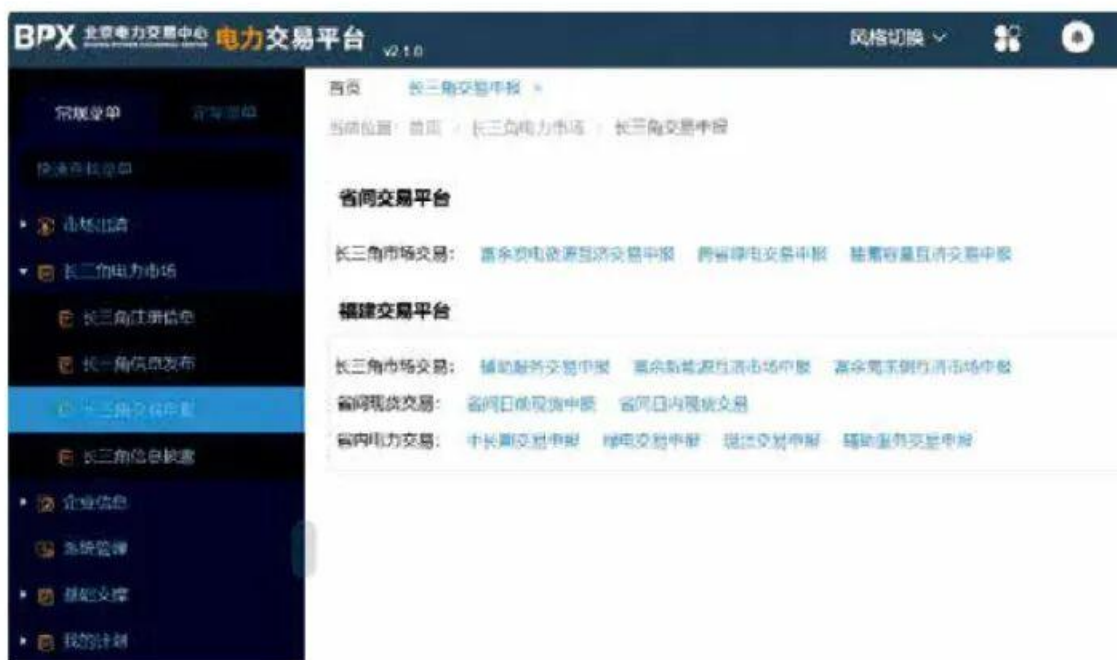 BPX 北京电力交易中心 电力交易平台 v2.1.0
风格切换
常规菜单
首页 长三角交易申报 ×
当前位置: 首页 / 长三角电力市场 / 长三角交易申报
快速查找菜单
市场出清
长三角电力市场
长三角注册信息
长三角信息发布
长三角交易申报
长三角信息披露
企业信息
系统管理
基础支撑
我的计划
省间交易平台
长三角市场交易: 富余发电资源互济交易申报 跨省绿电交易申报 抽蓄容量互济交易申报
福建交易平台
长三角市场交易: 辅助服务交易申报 富余新能源互济市场申报 富余需求侧互济市场申报
省间现货交易: 省间日前现货申报 省间日内现货交易
省内电力交易: 中长期交易申报 绿电交易申报 现货交易申报 辅助服务交易申报